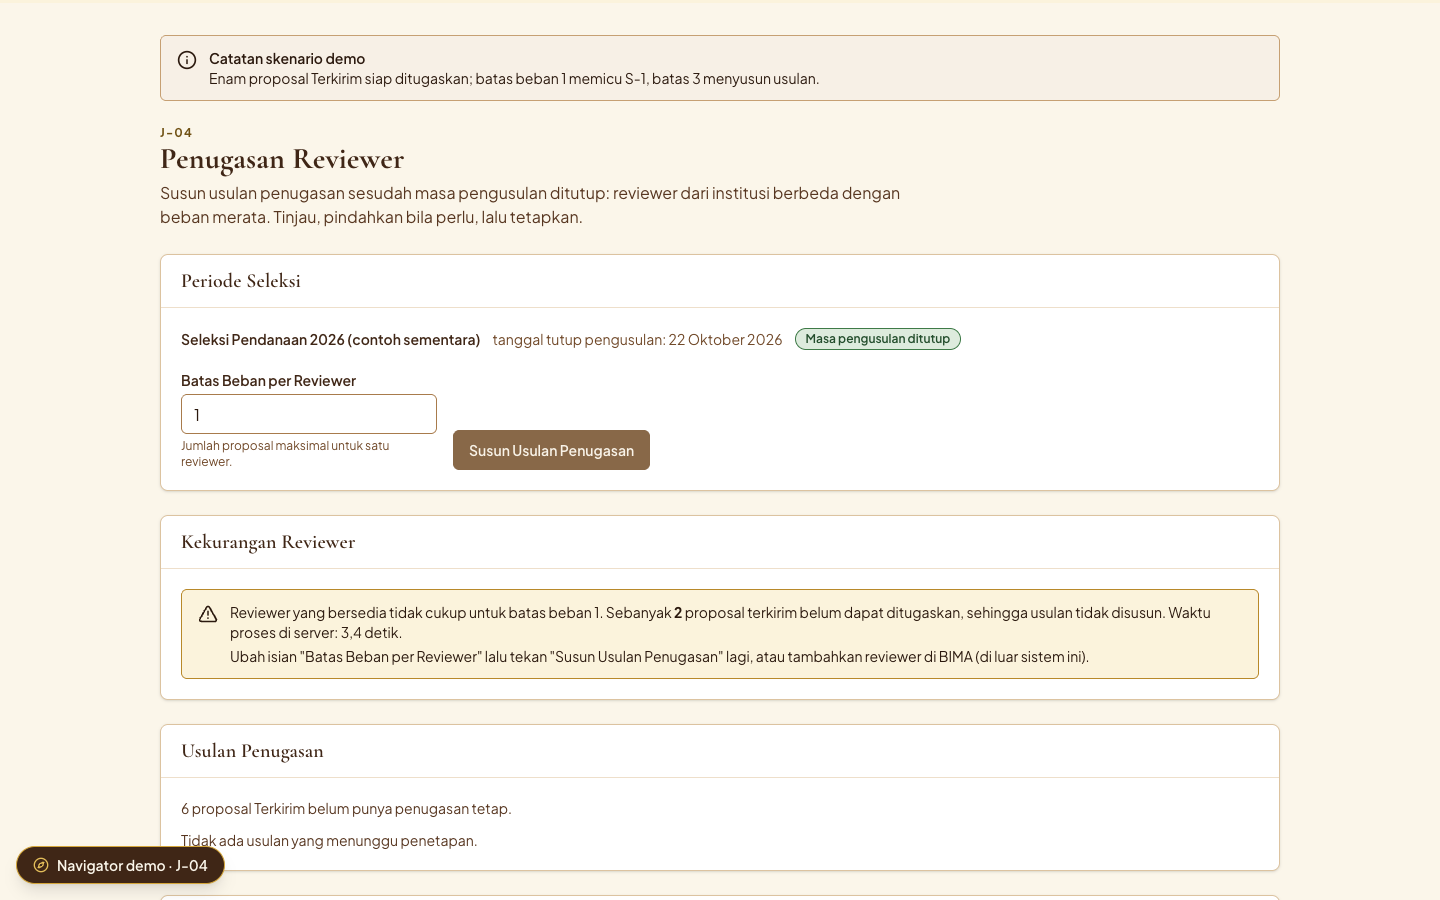 Catatan skenario demo
Enam proposal Terkirim siap ditugaskan; batas beban 1 memicu S-1, batas 3 menyusun usulan.
J-04
Penugasan Reviewer
Susun usulan penugasan sesudah masa pengusulan ditutup: reviewer dari institusi berbeda dengan
beban merata. Tinjau, pindahkan bila perlu, lalu tetapkan.
Periode Seleksi
Seleksi Pendanaan 2026 (contoh sementara) tanggal tutup pengusulan: 22 Oktober 2026 Masa pengusulan ditutup
Batas Beban per Reviewer
1
Jumlah proposal maksimal untuk satu
reviewer.
Susun Usulan Penugasan
Kekurangan Reviewer
Reviewer yang bersedia tidak cukup untuk batas beban 1. Sebanyak 2 proposal terkirim belum dapat ditugaskan, sehingga usulan tidak disusun. Waktu
proses di server: 3,4 detik.
Ubah isian "Batas Beban per Reviewer" lalu tekan "Susun Usulan Penugasan" lagi, atau tambahkan reviewer di BIMA (di luar sistem ini).
Usulan Penugasan
6 proposal Terkirim belum punya penugasan tetap.
Tidak ada usulan yang menunggu penetapan.
Navigator demo · J-04